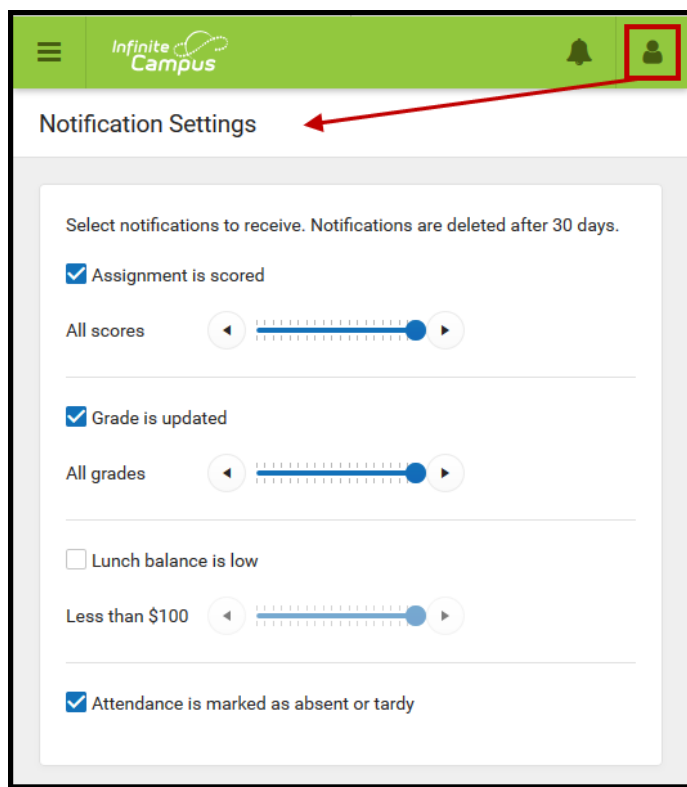 Infinite
Campus
Notification Settings
Select notifications to receive. Notifications are deleted after 30 days.
Assignment is scored
All scores
Grade is updated
All grades
Lunch balance is low
Less than $100
Attendance is marked as absent or tardy